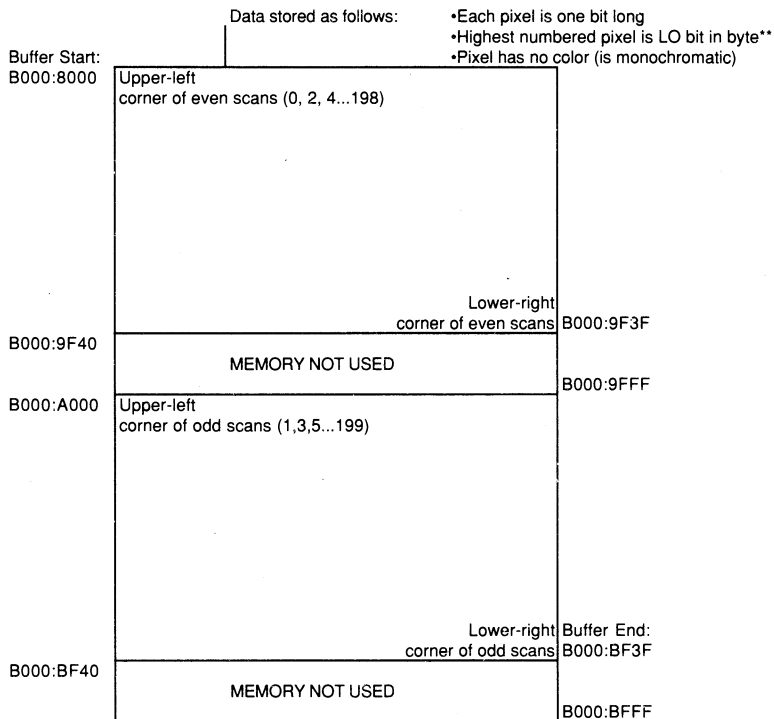 Data stored as follows: •Each pixel is one bit long
•Highest numbered pixel is LO bit in byte**
•Pixel has no color (is monochromatic)
Buffer Start:
B000:8000 Upper-left
corner of even scans (0, 2, 4...198)
Lower-right
corner of even scans B000:9F3F
B000:9F40
MEMORY NOT USED
B000:9FFF
B000:A000 Upper-left
corner of odd scans (1,3,5...199)
Lower-right Buffer End:
corner of odd scans B000:BF3F
B000:BF40
MEMORY NOT USED
B000:BFFF